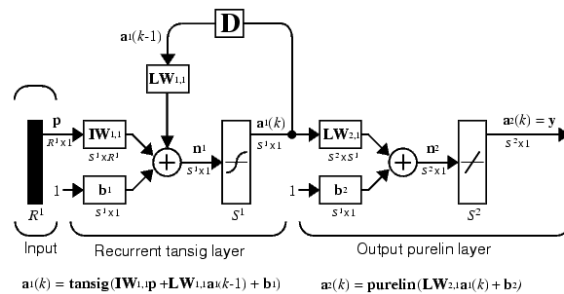 D
a¹(k-1)
LW₁,₁
p
IW₁,₁
n¹
a¹(k)
LW₂,₁
n²
a²(k) = y
R¹x1
S¹xR¹
S¹x1
S¹x1
S²xS¹
S²x1
S²x1
1
b¹
1
b²
S¹x1
S¹x1
R¹
S¹
S²
Input
Recurrent tansig layer
Output purelin layer
a¹(k) = tansig(IW₁,₁p +LW₁,₁a¹(k-1) + b¹)
a²(k) = purelin(LW₂,₁a¹(k) + b²)